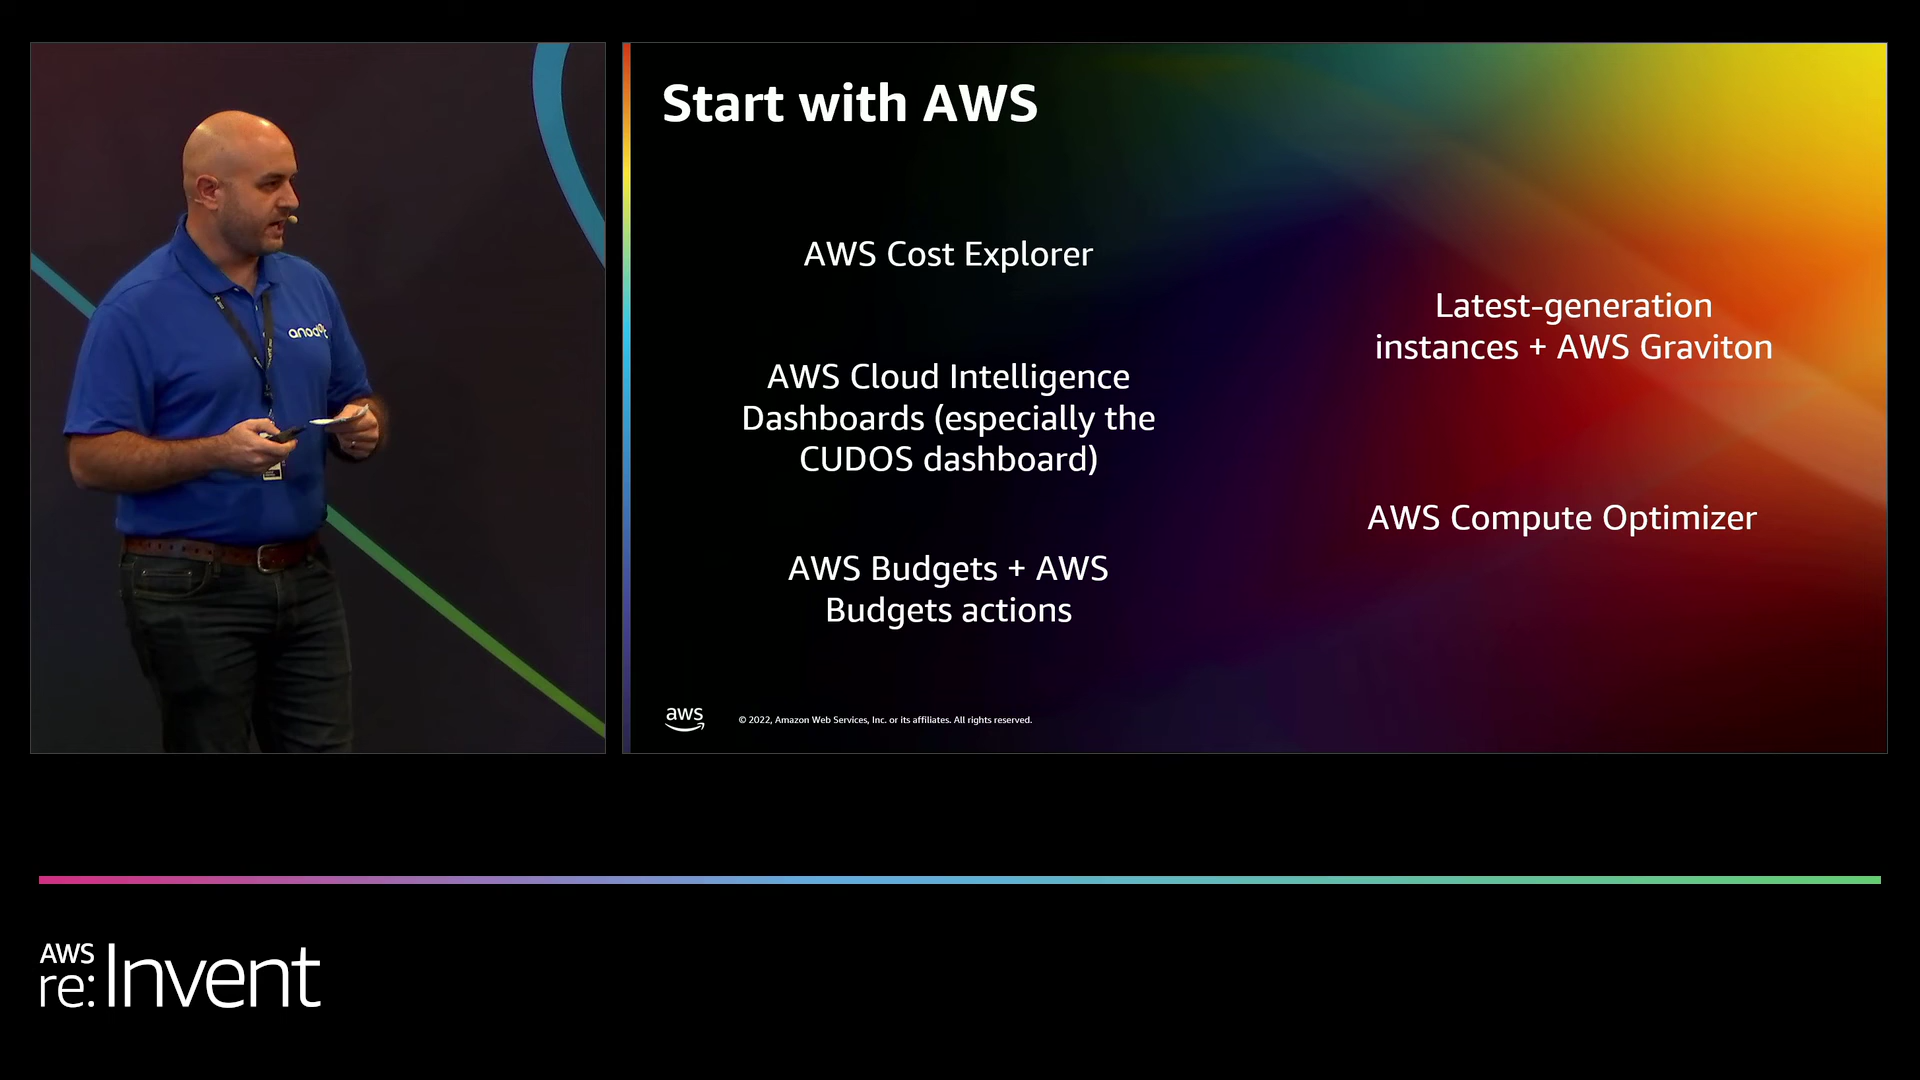 anodot
Start with AWS
AWS Cost Explorer
AWS Cloud Intelligence
Dashboards (especially the
CUDOS dashboard)
AWS Budgets + AWS
Budgets actions
Latest-generation
instances + AWS Graviton
AWS Compute Optimizer
aws
© 2022, Amazon Web Services, Inc. or its affiliates. All rights reserved.
AWS
re:Invent